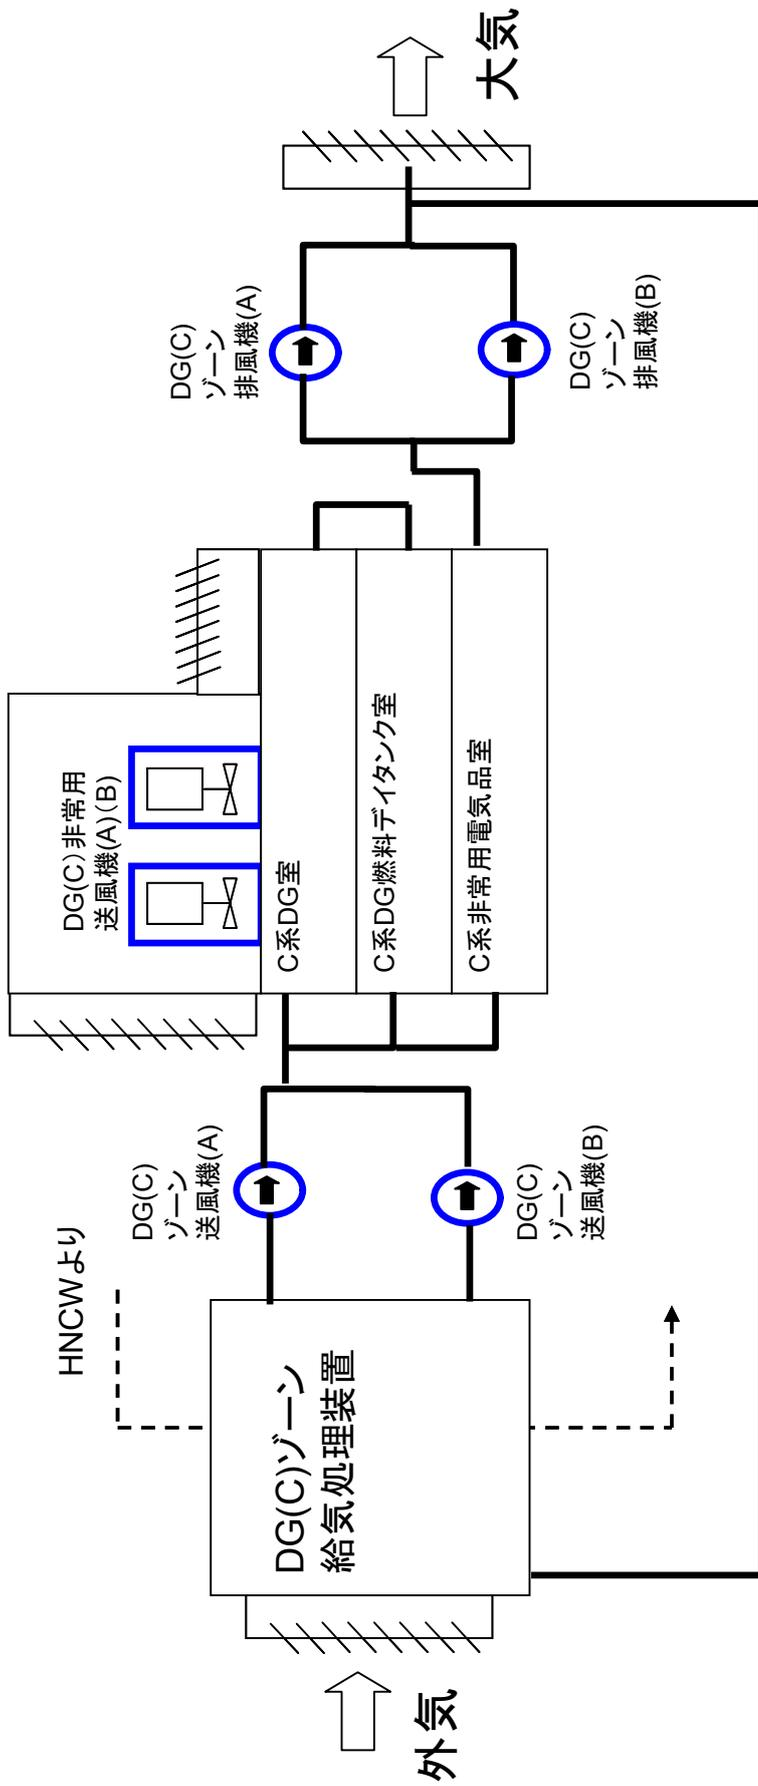 外気
DG(C)ゾーン
給気処理装置
HNCWより
DG(C)
ゾーン
送風機(A)
DG(C)
ゾーン
送風機(B)
DG(C)非常用
送風機(A)(B)
C系DG室
C系DG燃料デイタンク室
C系非常用電気品室
DG(C)
ゾーン
排風機(A)
DG(C)
ゾーン
排風機(B)
大気